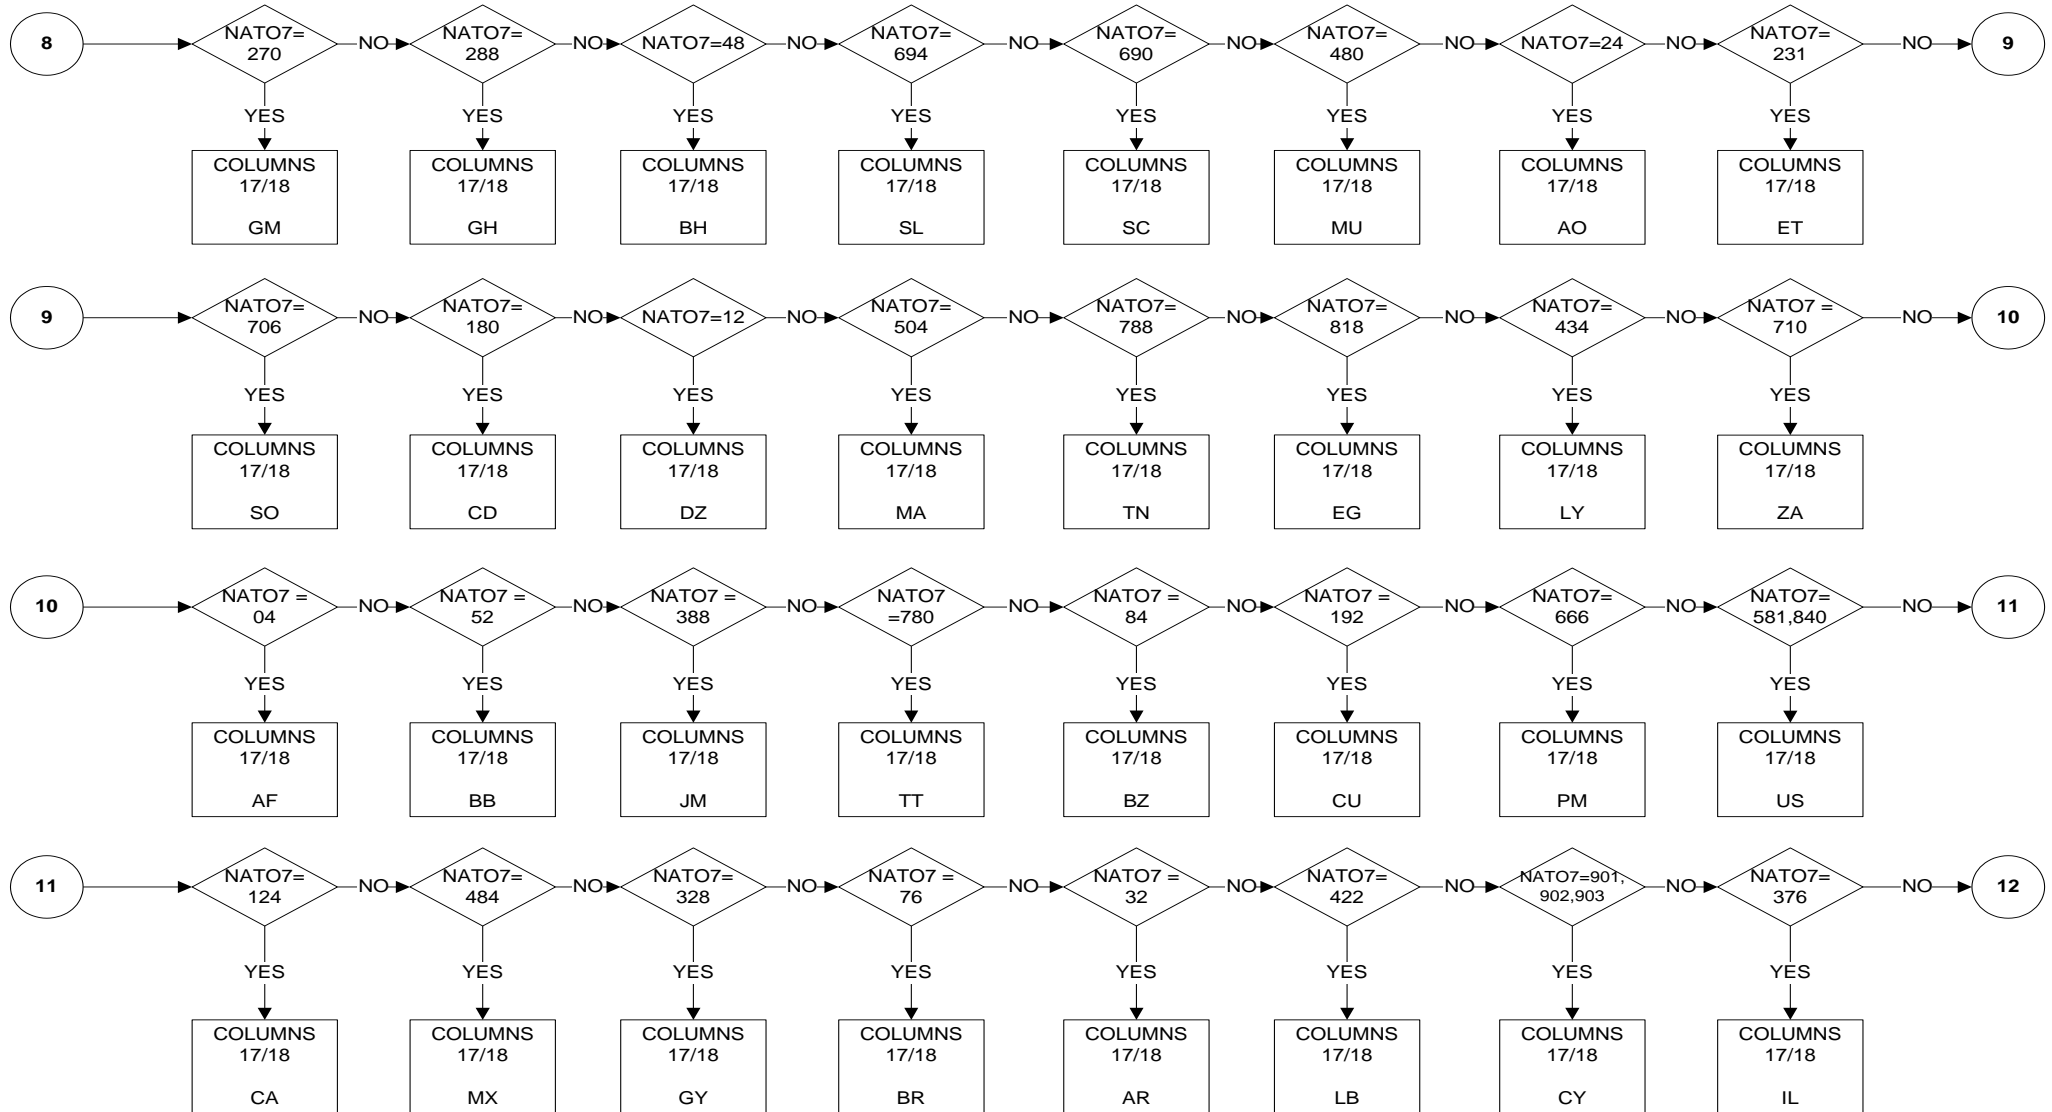 8
NATO7=
270
NO
NATO7=
288
NO
NATO7=48
NO
NATO7=
694
NO
NATO7=
690
NO
NATO7=
480
NO
NATO7=24
NO
NATO7=
231
NO
9
YES
YES
YES
YES
YES
YES
YES
YES
COLUMNS
17/18
GM
COLUMNS
17/18
GH
COLUMNS
17/18
BH
COLUMNS
17/18
SL
COLUMNS
17/18
SC
COLUMNS
17/18
MU
COLUMNS
17/18
AO
COLUMNS
17/18
ET
9
NATO7=
706
NO
NATO7=
180
NO
NATO7=12
NO
NATO7=
504
NO
NATO7=
788
NO
NATO7=
818
NO
NATO7=
434
NO
NATO7 =
710
NO
10
YES
YES
YES
YES
YES
YES
YES
YES
COLUMNS
17/18
SO
COLUMNS
17/18
CD
COLUMNS
17/18
DZ
COLUMNS
17/18
MA
COLUMNS
17/18
TN
COLUMNS
17/18
EG
COLUMNS
17/18
LY
COLUMNS
17/18
ZA
10
NATO7 =
04
NO
NATO7 =
52
NO
NATO7 =
388
NO
NATO7
=780
NO
NATO7 =
84
NO
NATO7 =
192
NO
NATO7=
666
NO
NATO7=
581,840
NO
11
YES
YES
YES
YES
YES
YES
YES
YES
COLUMNS
17/18
AF
COLUMNS
17/18
BB
COLUMNS
17/18
JM
COLUMNS
17/18
TT
COLUMNS
17/18
BZ
COLUMNS
17/18
CU
COLUMNS
17/18
PM
COLUMNS
17/18
US
11
NATO7=
124
NO
NATO7=
484
NO
NATO7=
328
NO
NATO7 =
76
NO
NATO7 =
32
NO
NATO7=
422
NO
NATO7=901,
902,903
NO
NATO7=
376
NO
12
YES
YES
YES
YES
YES
YES
YES
YES
COLUMNS
17/18
CA
COLUMNS
17/18
MX
COLUMNS
17/18
GY
COLUMNS
17/18
BR
COLUMNS
17/18
AR
COLUMNS
17/18
LB
COLUMNS
17/18
CY
COLUMNS
17/18
IL